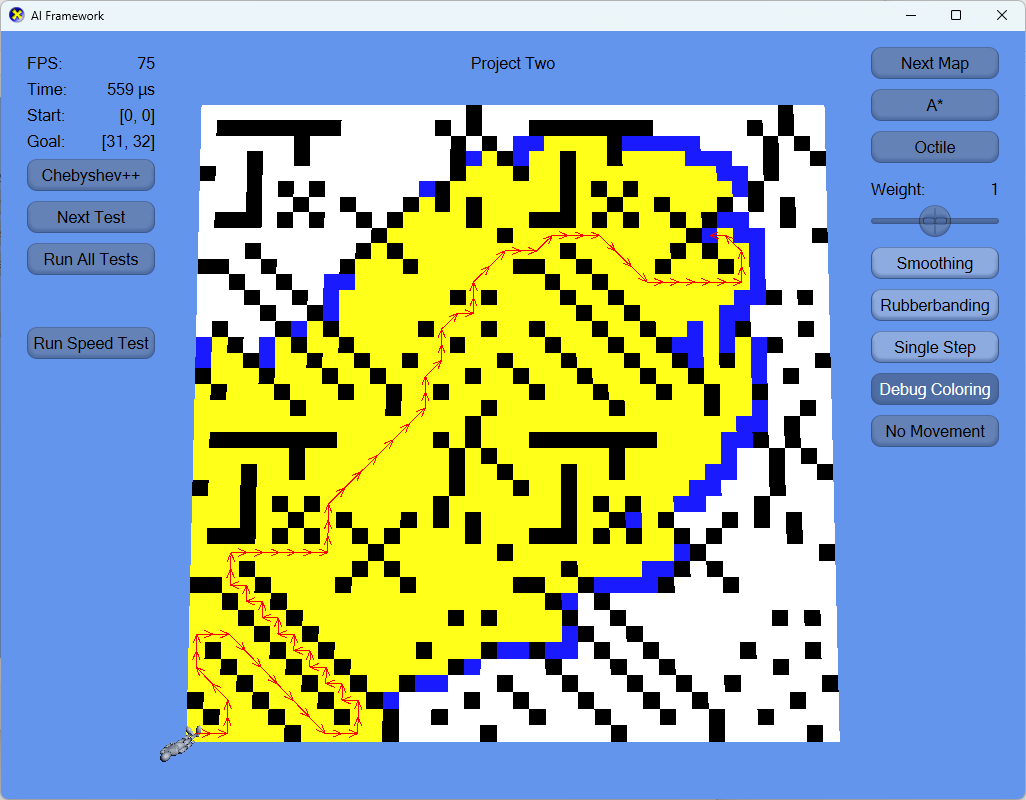 AI Framework
FPS: 75
Time: 559 µs
Start: [0, 0]
Goal: [31, 32]
Chebyshev++
Next Test
Run All Tests
Run Speed Test
Project Two
Next Map
A*
Octile
Weight: 1
Smoothing
Rubberbanding
Single Step
Debug Coloring
No Movement